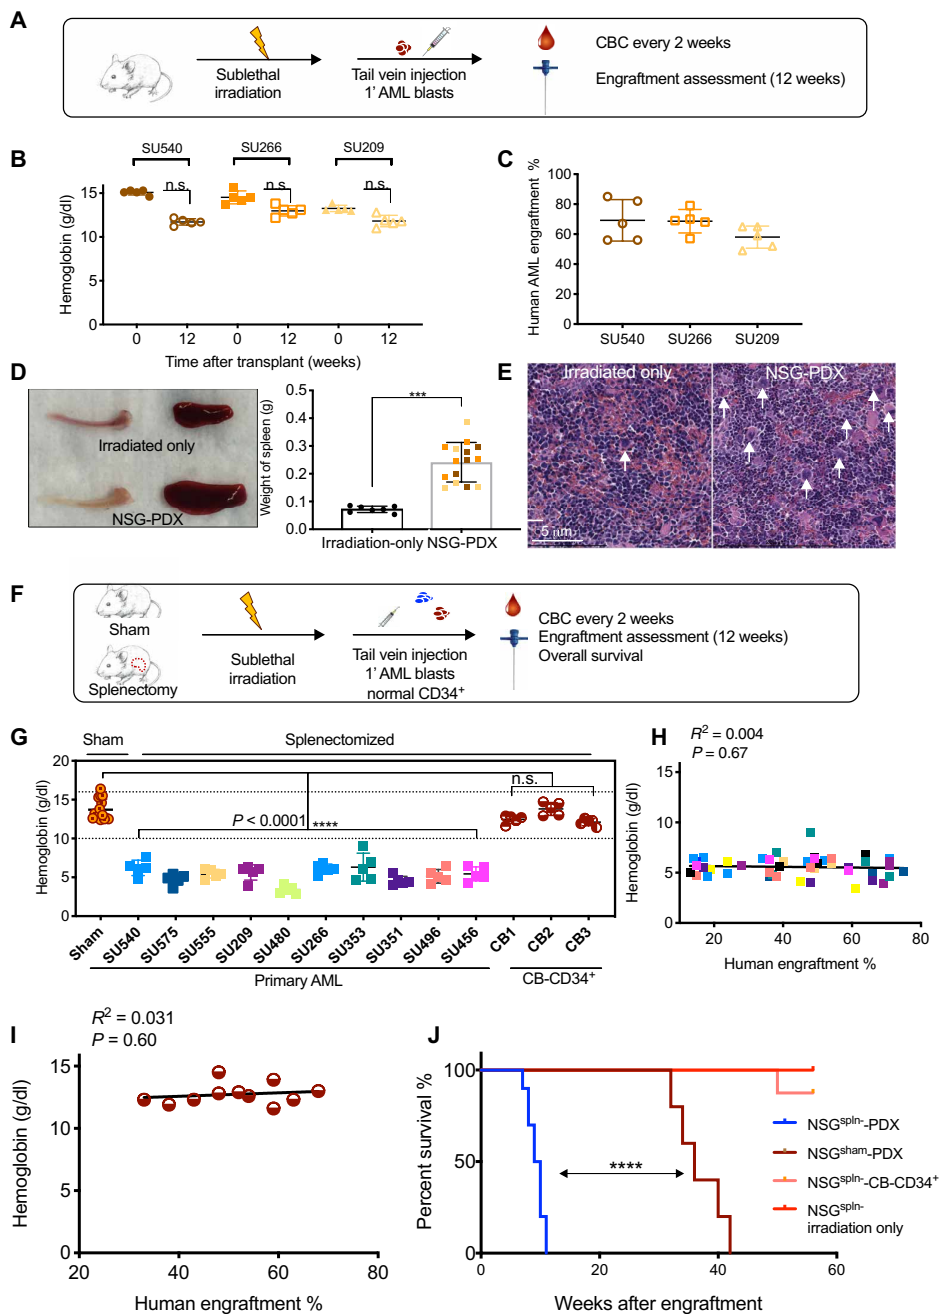 A
Sublethal
irradiation
Tail vein injection
1' AML blasts
CBC every 2 weeks
Engraftment assessment (12 weeks)
B
SU540
SU266
SU209
n.s.
n.s
n.s.
Hemoglobin (g/dl)
15
10
5
0
0
12
0
12
0
12
Time after transplant (weeks)
C
Human AML engraftment %
100
80
60
40
20
0
SU540
SU266
SU209
D
Irradiated only
NSG-PDX
Weight of spleen (g)
0.5
0.4
0.3
0.2
0.1
0.0
***
Irradiation-only NSG-PDX
E
Irradiated only
NSG-PDX
5 µm
F
Sham
Splenectomy
Sublethal
irradiation
Tail vein injection
1' AML blasts
normal CD34+
CBC every 2 weeks
Engraftment assessment (12 weeks)
Overall survival
G
Sham
Splenectomized
n.s.
P < 0.0001 ****
Hemoglobin (g/dl)
20
15
10
5
0
Sham
SU540
SU575
SU555
SU209
SU480
SU266
SU353
SU351
SU496
SU456
CB1
CB2
CB3
Primary AML
CB-CD34+
H
R2 = 0.004
P = 0.67
Hemoglobin (g/dl)
15
10
5
0
20
40
60
80
Human engraftment %
I
R2 = 0.031
P = 0.60
Hemoglobin (g/dl)
15
10
5
0
20
40
60
80
Human engraftment %
J
Percent survival %
100
50
0
****
0
20
40
60
Weeks after engraftment
NSGspln--PDX
NSGsham-PDX
NSGspln--CB-CD34+
NSGspln-
irradiation only